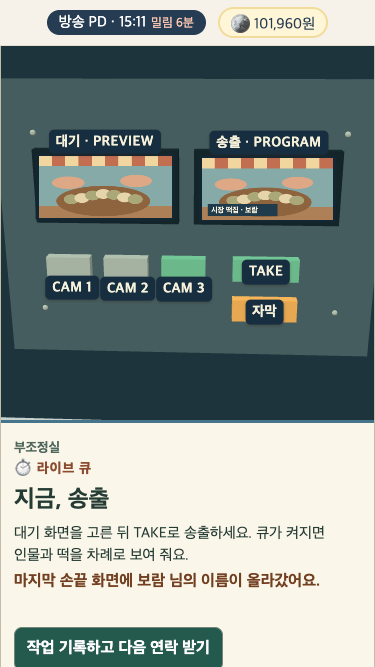 방송 PD · 15:11 밀림 6분
101,960원
대기 · PREVIEW
송출 · PROGRAM
시장 떡집 · 보람
CAM 1
CAM 2
CAM 3
TAKE
자막
부조정실
라이브 큐
지금, 송출
대기 화면을 고른 뒤 TAKE로 송출하세요. 큐가 켜지면
인물과 떡을 차례로 보여 줘요.
마지막 손끝 화면에 보람 님의 이름이 올라갔어요.
작업 기록하고 다음 연락 받기